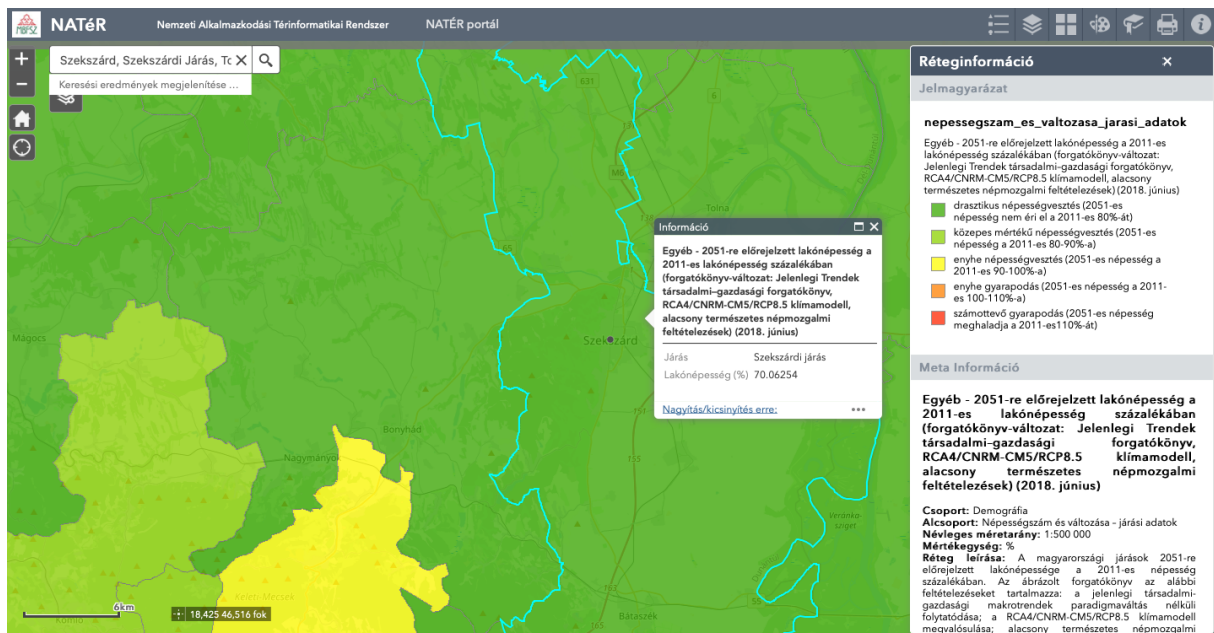 MBFSZ
NATéR
Nemzeti Alkalmazkodási Térinformatikai Rendszer
NATéR portál
Szekszárd, Szekszárdi Járás, To
Keresési eredmények megjelenítése ...
+
−
631
6
M6
Tolna
65
Szekszárd
Mágocs
Bonyhád
Nagymányok
Keleti-Mecsek
Komló
Bátaszék
Veránka
sziget
6km
18,425 46,516 fok
Információ
Egyéb - 2051-re előrejelzett lakónépesség a
2011-es lakónépesség százalékában
(forgatókönyv-változat: Jelenlegi Trendek
társadalmi–gazdasági forgatókönyv,
RCA4/CNRM-CM5/RCP8.5 klímamodell,
alacsony természetes népmozgalmi
feltételezések) (2018. június)
Járás Szekszárdi járás
Lakónépesség (%) 70.06254
Nagyítás/kicsinyítés erre:
Réteginformáció
Jelmagyarázat
nepessegszam_es_valtozasa_jarasi_adatok
Egyéb - 2051-re előrejelzett lakónépesség a 2011-es
lakónépesség százalékában (forgatókönyv-változat:
Jelenlegi Trendek társadalmi–gazdasági forgatókönyv,
RCA4/CNRM-CM5/RCP8.5 klímamodell, alacsony
természetes népmozgalmi feltételezések) (2018. június)
drasztikus népességvesztés (2051-es
népesség nem éri el a 2011-es 80%-át)
közepes mértékű népességvesztés (2051-es
népesség a 2011-es 80-90%-a)
enyhe népességvesztés (2051-es népesség a
2011-es 90-100%-a)
enyhe gyarapodás (2051-es népesség a 2011-
es 100-110%-a)
számottevő gyarapodás (2051-es népesség
meghaladja a 2011-es110%-át)
Meta Információ
Egyéb - 2051-re előrejelzett lakónépesség a
2011-es lakónépesség százalékában
(forgatókönyv-változat: Jelenlegi Trendek
társadalmi–gazdasági forgatókönyv,
RCA4/CNRM-CM5/RCP8.5 klímamodell,
alacsony természetes népmozgalmi
feltételezések) (2018. június)
Csoport: Demográfia
Alcsoport: Népességszám és változása - járási adatok
Névleges méretarány: 1:500 000
Mértékegység: %
Réteg leírása: A magyarországi járások 2051-re
előrejelzett lakónépessége a 2011-es népesség
százalékában. Az ábrázolt forgatókönyv az alábbi
feltételezéseket tartalmazza: a jelenlegi társadalmi-
gazdasági makrotrendek paradigmaváltás nélküli
folytatódása; a RCA4/CNRM-CM5/RCP8.5 klímamodell
megvalósulása; alacsony természetes népmozgalmi